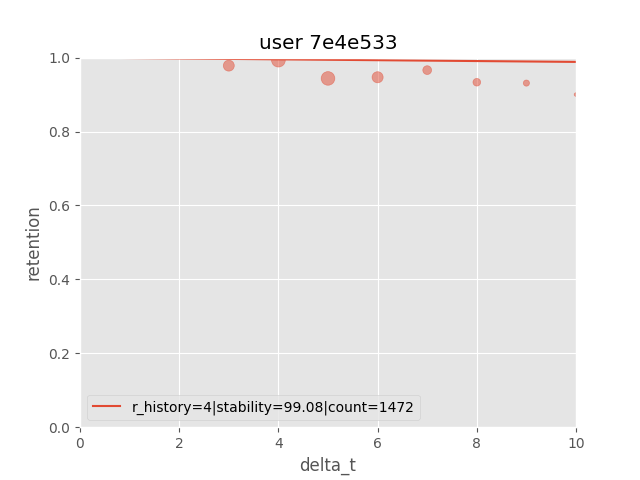 user 7e4e533
1.0
0.8
0.6
0.4
0.2
0.0
retention
r_history=4|stability=99.08|count=1472
0 2 4 6 8 10
delta_t